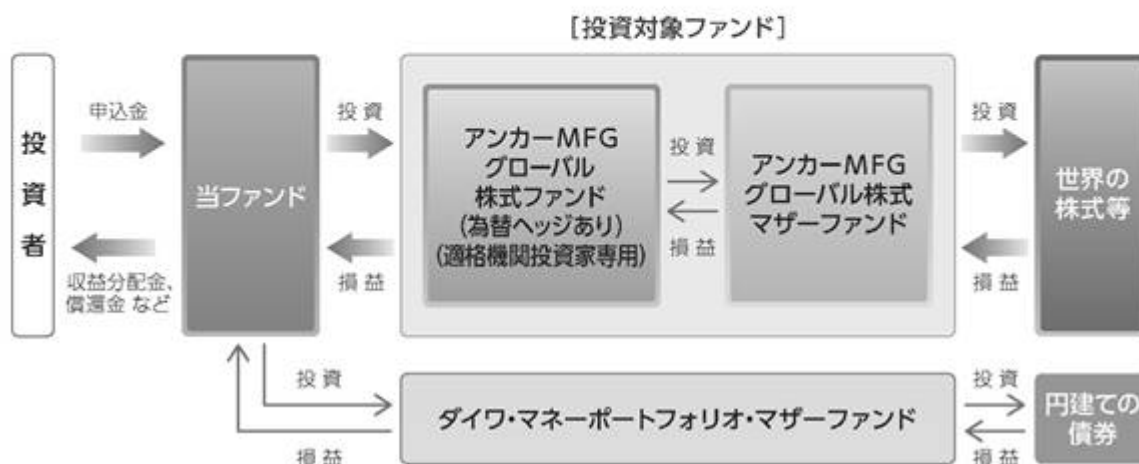 [投資対象ファンド]
投資者
申込金
収益分配金、
償還金 など
当ファンド
投資
損益
アンカーMFG
グローバル
株式ファンド
(為替ヘッジあり)
(適格機関投資家専用)
投資
損益
アンカーMFG
グローバル株式
マザーファンド
投資
損益
世界の
株式等
投資
損益
ダイワ・マネーポートフォリオ・マザーファンド
投資
損益
円建ての
債券